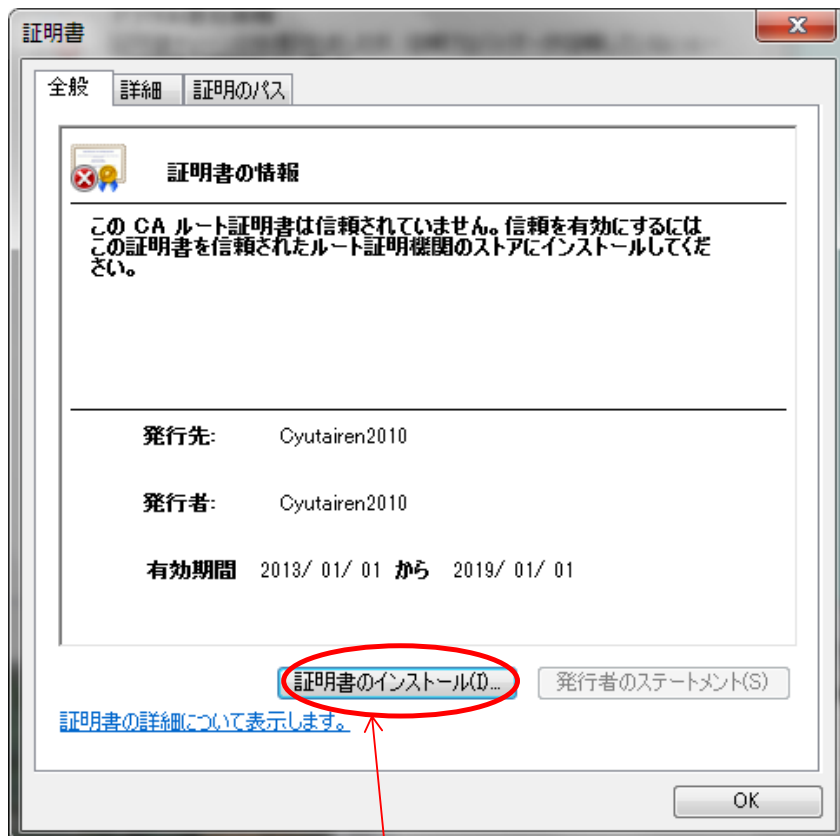 証明書
全般 詳細 証明のパス
証明書の情報
この CA ルート証明書は信頼されていません。信頼を有効にするには
この証明書を信頼されたルート証明機関のストアにインストールしてくだ
さい。
発行先: Cyutairen2010
発行者: Cyutairen2010
有効期間 2013/ 01/ 01 から 2019/ 01/ 01
証明書のインストール(I)... 発行者のステートメント(S)
証明書の詳細について表示します。
OK